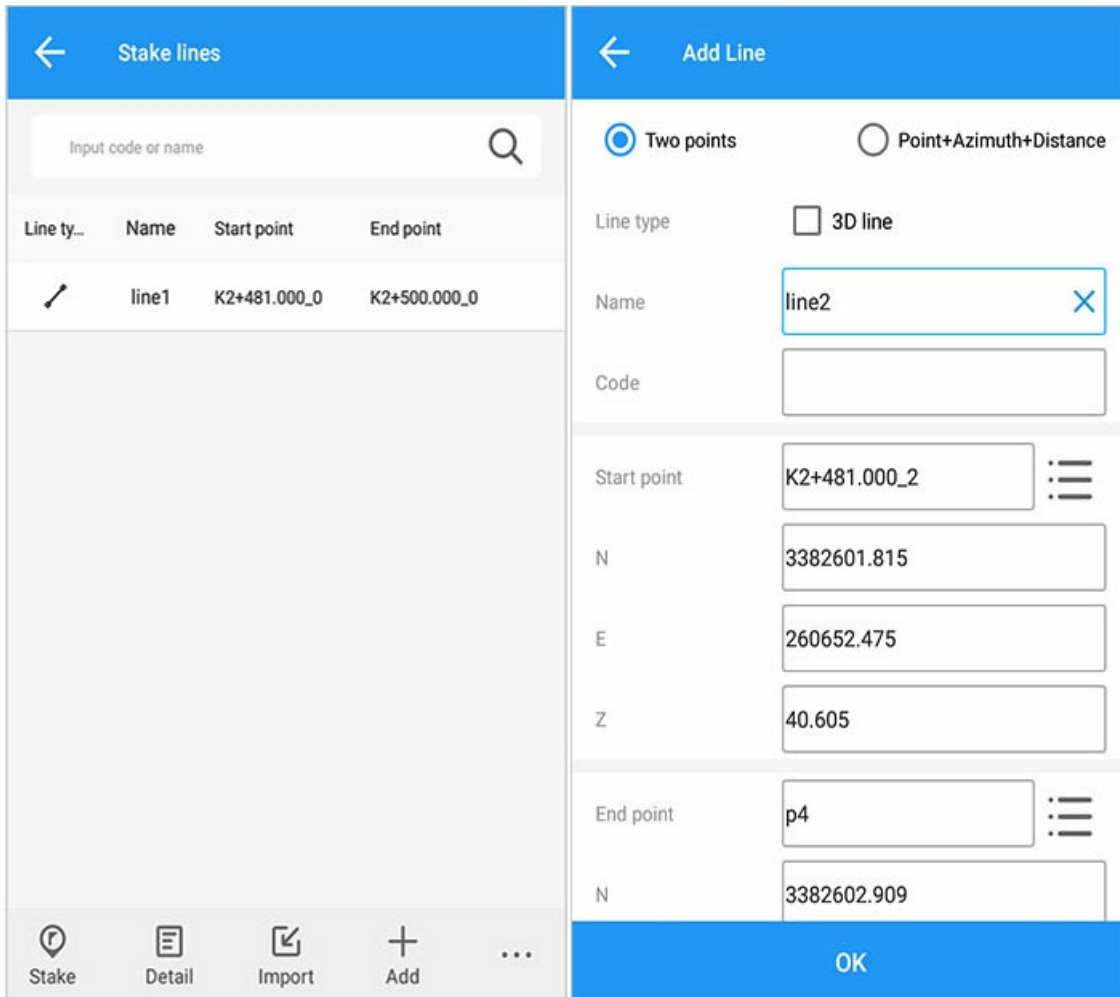 Stake lines
Input code or name
Line ty... Name Start point End point
line1 K2+481.000_0 K2+500.000_0
Stake Detail Import Add
Add Line
Two points Point+Azimuth+Distance
Line type 3D line
Name line2
Code
Start point K2+481.000_2
N 3382601.815
E 260652.475
Z 40.605
End point p4
N 3382602.909
OK